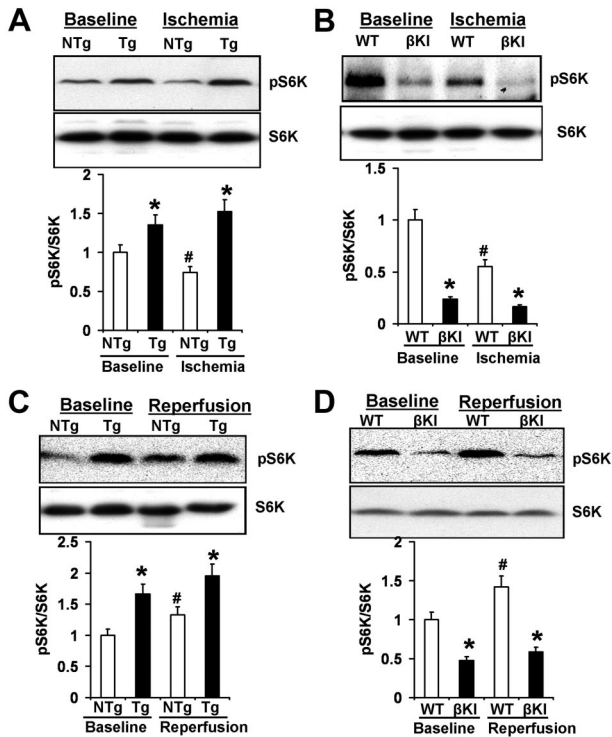 A
Baseline Ischemia
NTg Tg NTg Tg
pS6K
S6K
pS6K/S6K
2
1.5
1
0.5
0
*
#
*
NTg Tg NTg Tg
Baseline Ischemia
B
Baseline Ischemia
WT βKI WT βKI
pS6K
S6K
pS6K/S6K
1.5
1
0.5
0
*
#
*
WT βKI WT βKI
Baseline Ischemia
C
Baseline Reperfusion
NTg Tg NTg Tg
pS6K
S6K
pS6K/S6K
2.5
2
1.5
1
0.5
0
*
#
*
NTg Tg NTg Tg
Baseline Reperfusion
D
Baseline Reperfusion
WT βKI WT βKI
pS6K
S6K
pS6K/S6K
2
1.5
1
0.5
0
*
#
*
WT βKI WT βKI
Baseline Reperfusion